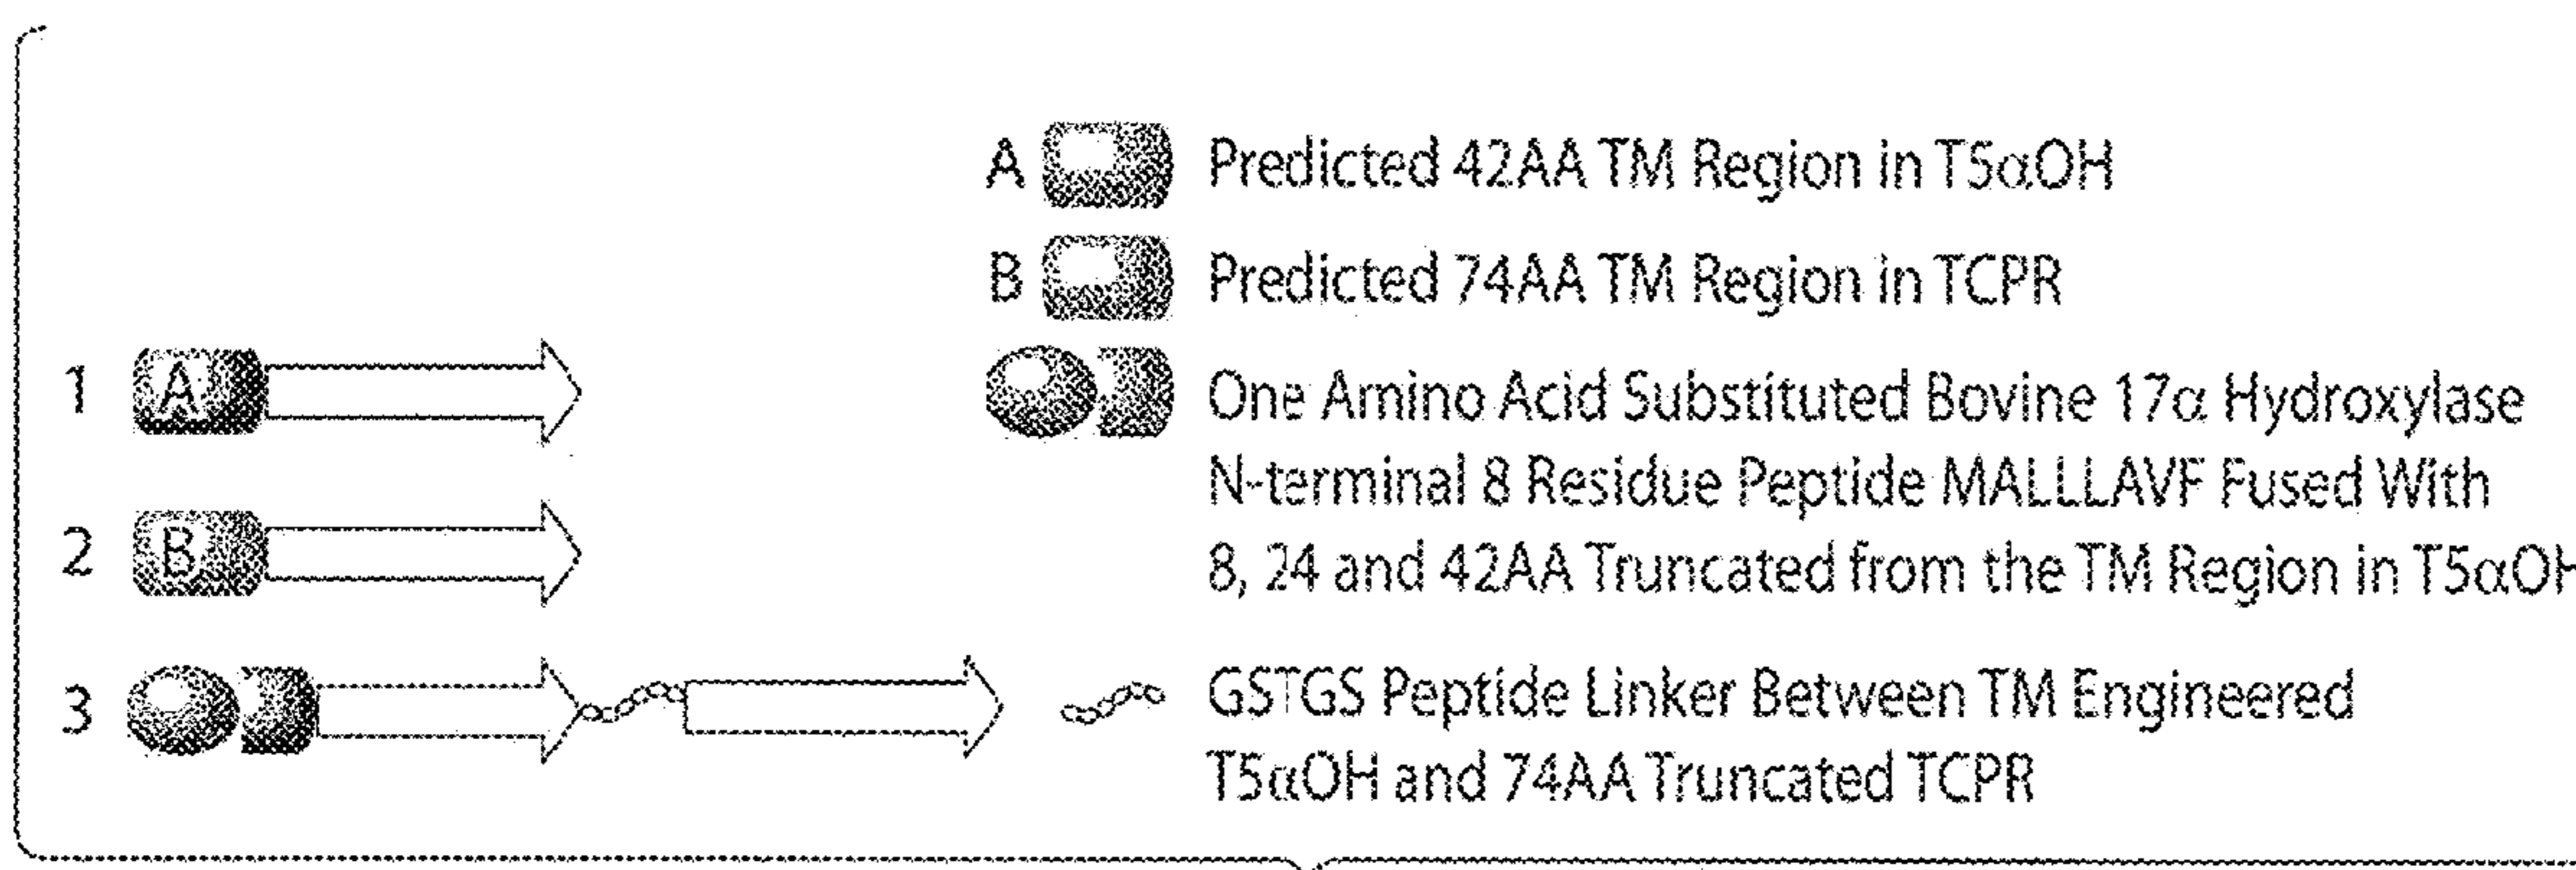 A Predicted 42AA TM Region in T5αOH
B Predicted 74AA TM Region in TCPR
1 A
One Amino Acid Substituted Bovine 17α Hydroxylase
N-terminal 8 Residue Peptide MALLLAVF Fused With
2 B
8, 24 and 42AA Truncated from the TM Region in T5αOH
3
GSTGS Peptide Linker Between TM Engineered
T5αOH and 74AA Truncated TCPR